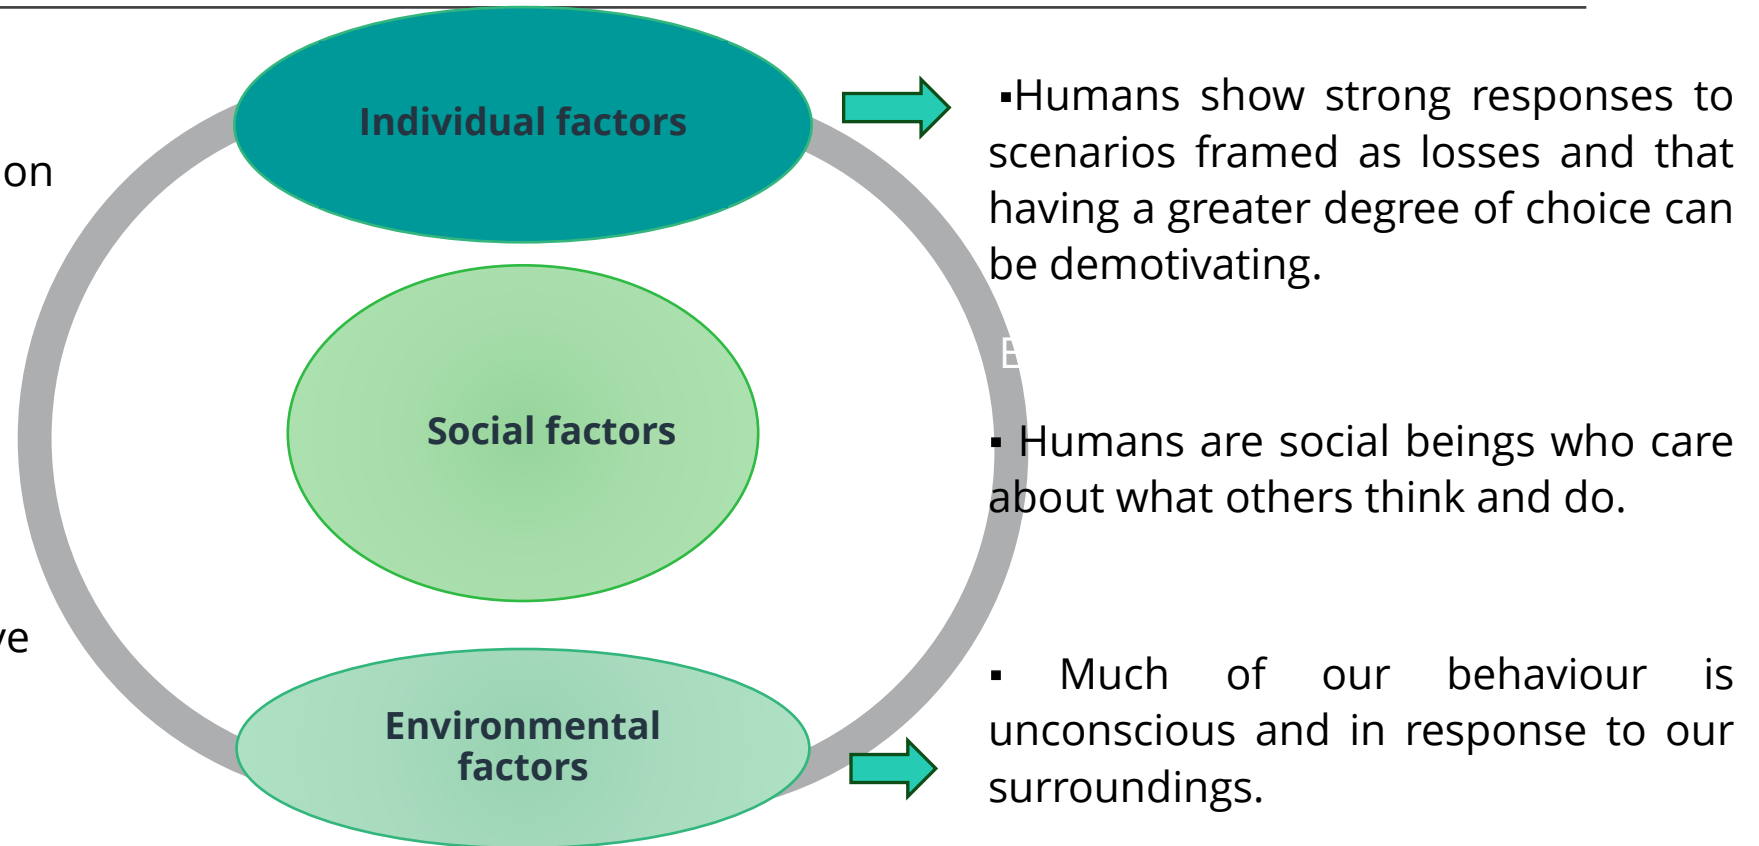 Individual factors
▪Humans show strong responses to
scenarios framed as losses and that
having a greater degree of choice can
be demotivating.
on
E
Social factors
▪ Humans are social beings who care
about what others think and do.
ve
Environmental
factors
▪ Much of our behaviour is
unconscious and in response to our
surroundings.